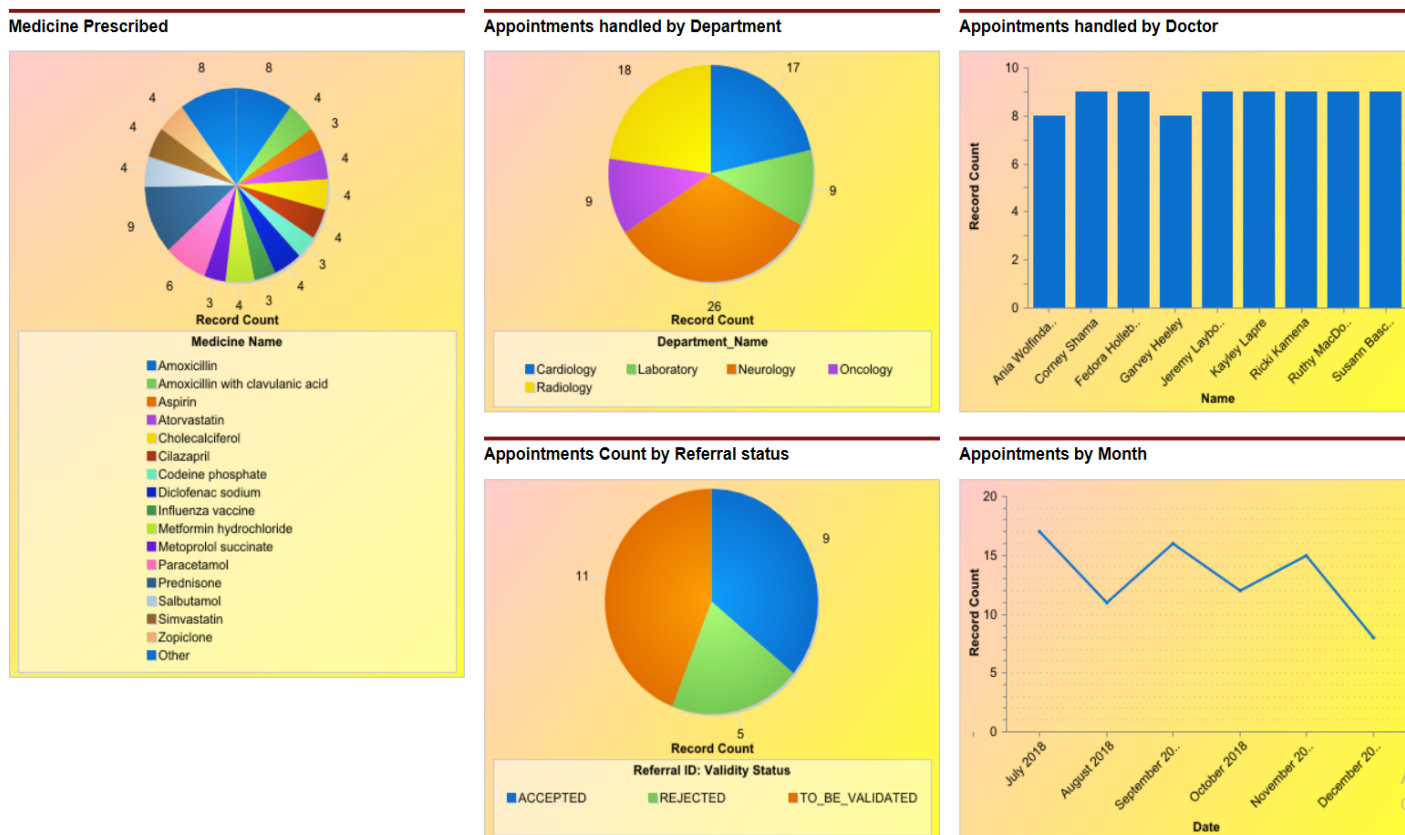 Medicine Prescribed
8
8
4
4
4
3
4
4
4
4
9
4
3
6
4
3
3
4
Record Count
Medicine Name
Amoxicillin
Amoxicillin with clavulanic acid
Aspirin
Atorvastatin
Cholecalciferol
Cilazapril
Codeine phosphate
Diclofenac sodium
Influenza vaccine
Metformin hydrochloride
Metoprolol succinate
Paracetamol
Prednisone
Salbutamol
Simvastatin
Zopiclone
Other
Appointments handled by Department
18
17
9
9
26
Record Count
Department_Name
Cardiology Laboratory Neurology Oncology
Radiology
Appointments handled by Doctor
10
8
6
4
2
0
Record Count
Ania Wolfinda..
Corney Shama
Fedora Holleb..
Garvey Heeley
Jeremy Laybo..
Kayley Lapre
Ricki Kamena
Ruthy MacDo..
Susann Basc..
Name
Appointments Count by Referral status
9
11
5
Record Count
Referral ID: Validity Status
ACCEPTED REJECTED TO_BE_VALIDATED
Appointments by Month
20
15
10
5
0
Record Count
July 2018
August 2018
September 20..
October 2018
November 20..
December 20..
Date